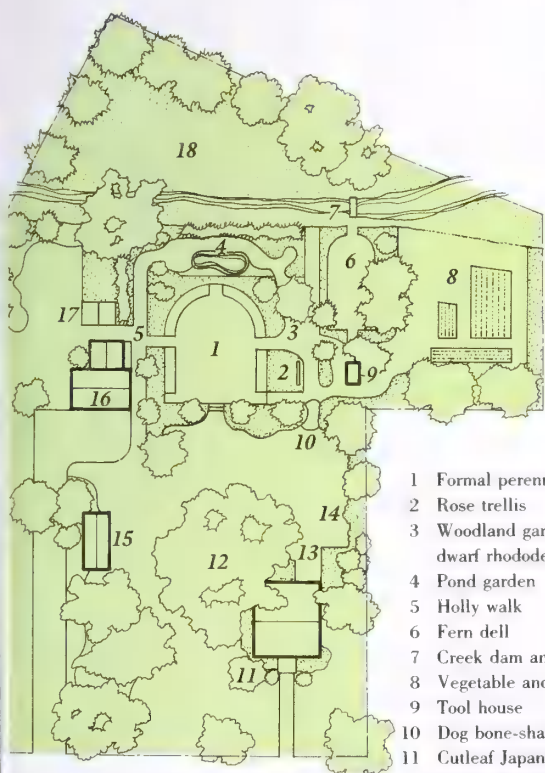 18
7
4
6
8
17
5
3
1
2
9
16
10
14
15
12
13
11
1 Formal perenn
2 Rose trellis
3 Woodland gar
dwarf rhodode
4 Pond garden
5 Holly walk
6 Fern dell
7 Creek dam an
8 Vegetable and
9 Tool house
10 Dog bone-sha
11 Cutleaf Japan